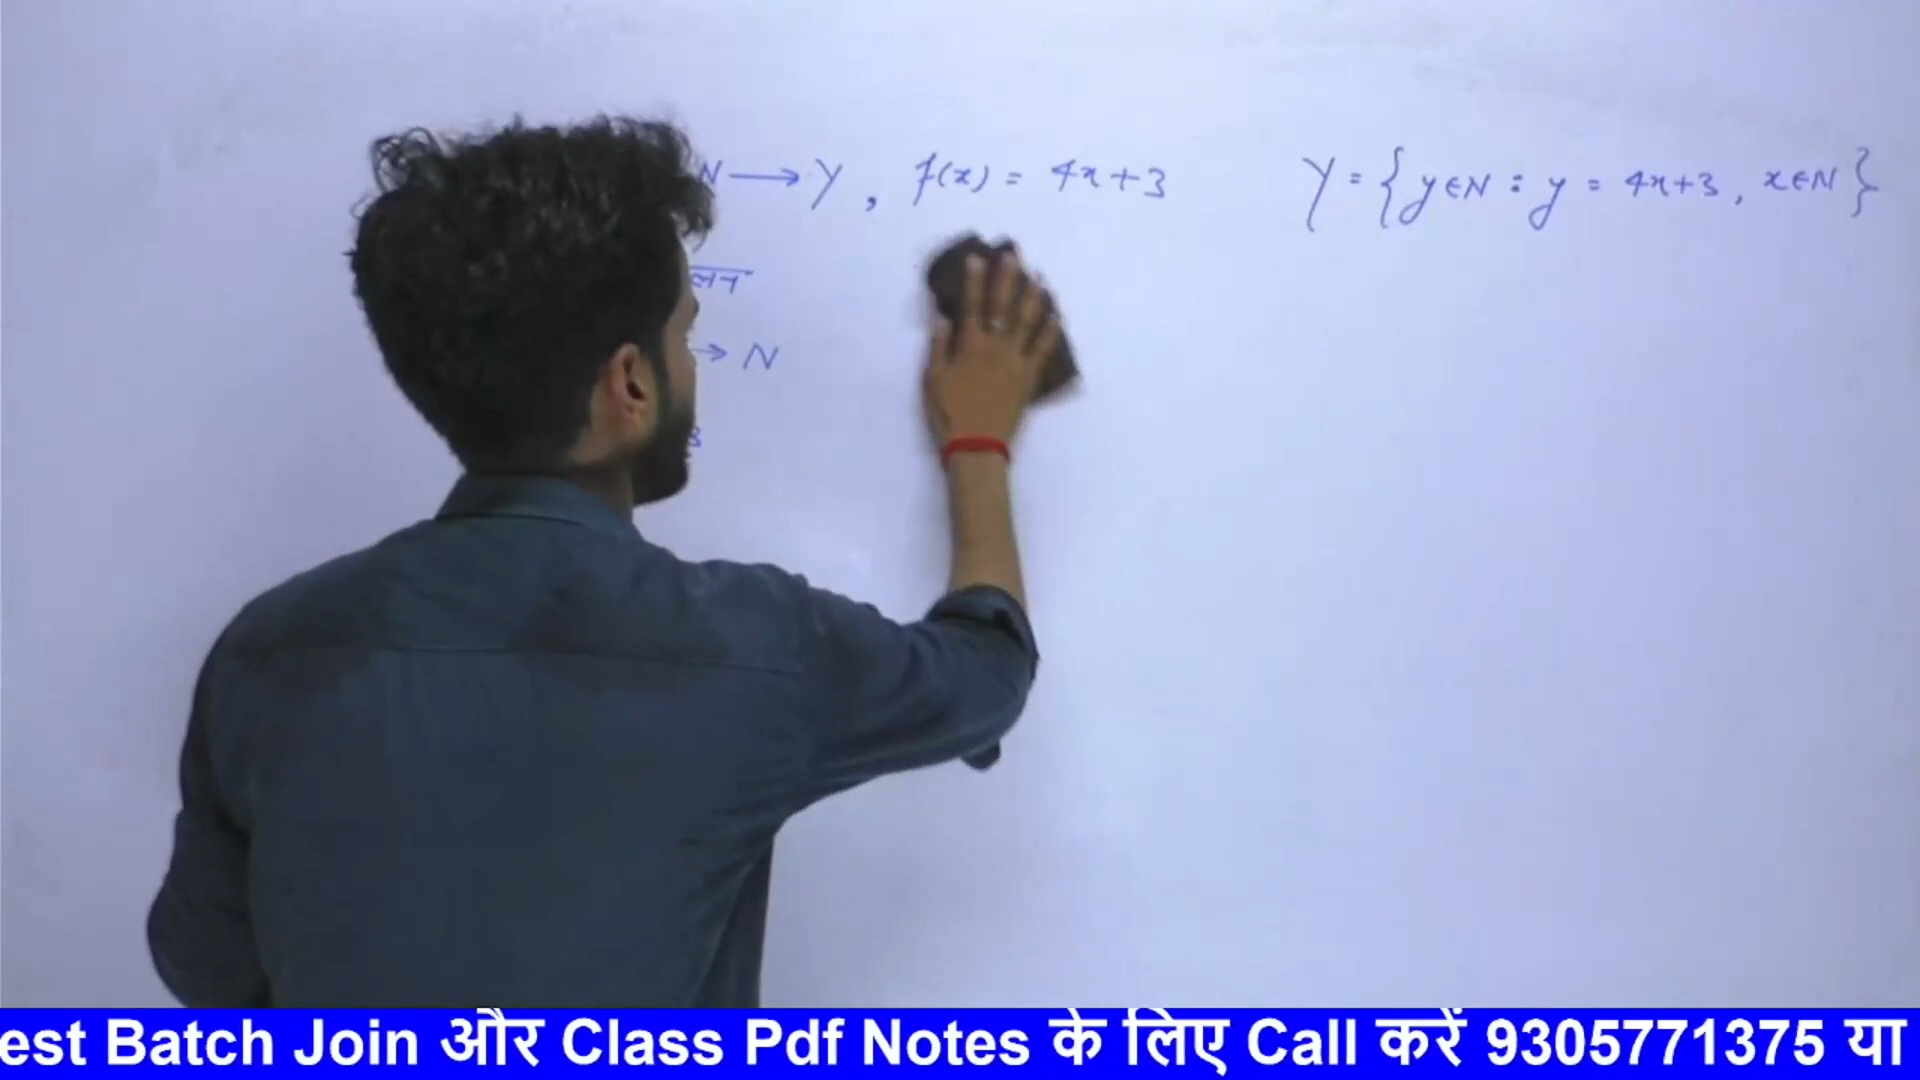 N → Y , f(x) = 4x+3
Y = { y∈N : y = 4x+3, x∈N }
→ N
est Batch Join और Class Pdf Notes के लिए Call करें 9305771375 या